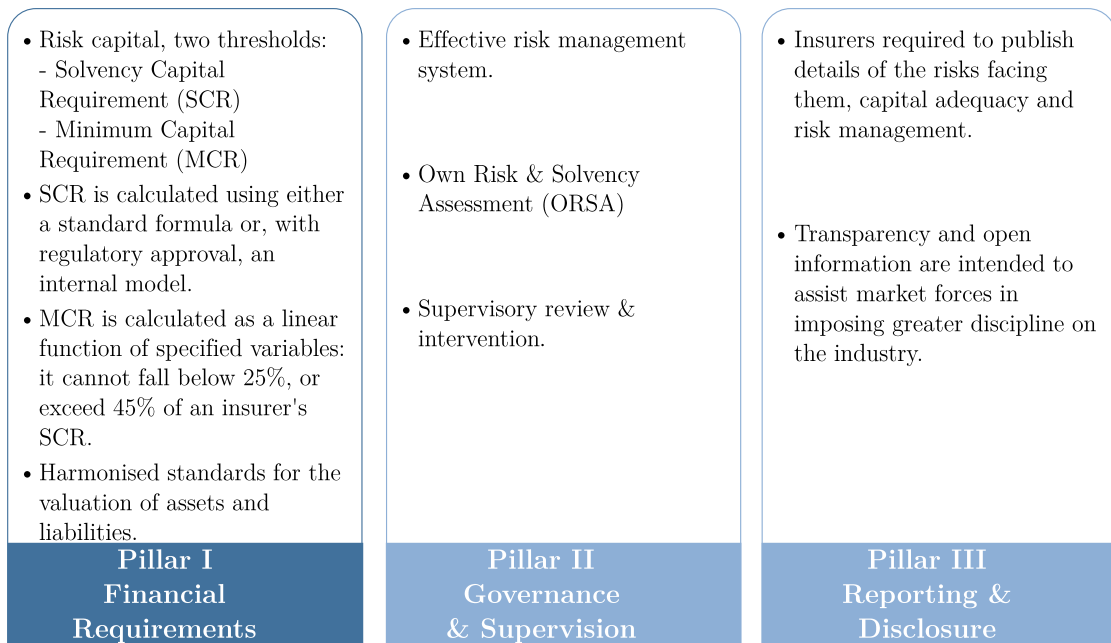 • Risk capital, two thresholds:
- Solvency Capital
Requirement (SCR)
- Minimum Capital
Requirement (MCR)
• SCR is calculated using either
a standard formula or, with
regulatory approval, an
internal model.
• MCR is calculated as a linear
function of specified variables:
it cannot fall below 25%, or
exceed 45% of an insurer's
SCR.
• Harmonised standards for the
valuation of assets and
liabilities.
Pillar I
Financial
Requirements
• Effective risk management
system.
• Own Risk & Solvency
Assessment (ORSA)
• Supervisory review &
intervention.
Pillar II
Governance
& Supervision
• Insurers required to publish
details of the risks facing
them, capital adequacy and
risk management.
• Transparency and open
information are intended to
assist market forces in
imposing greater discipline on
the industry.
Pillar III
Reporting &
Disclosure